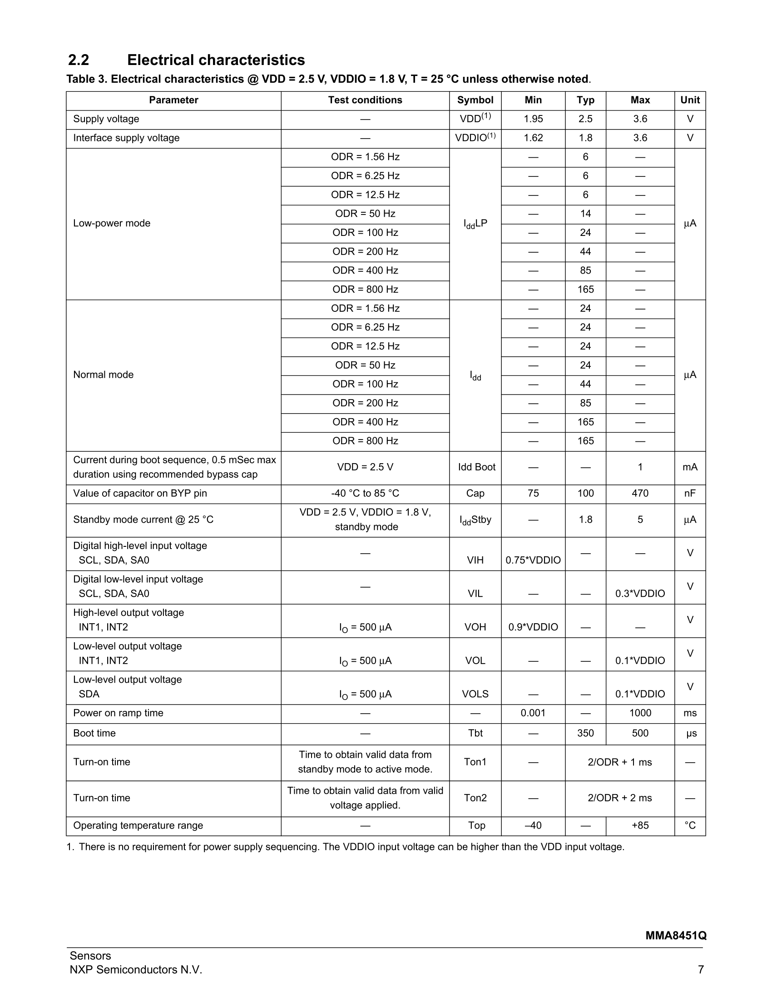 2.2 Electrical characteristics
Table 3. Electrical characteristics @ VDD = 2.5 V, VDDIO = 1.8 V, T = 25 °C unless otherwise noted.
Parameter Test conditions Symbol Min Typ Max Unit
Supply voltage — VDD(1) 1.95 2.5 3.6 V
Interface supply voltage — VDDIO(1) 1.62 1.8 3.6 V
Low-power mode IddLP μA
ODR = 1.56 Hz — 6 —
ODR = 6.25 Hz — 6 —
ODR = 12.5 Hz — 6 —
ODR = 50 Hz — 14 —
ODR = 100 Hz — 24 —
ODR = 200 Hz — 44 —
ODR = 400 Hz — 85 —
ODR = 800 Hz — 165 —
Normal mode Idd μA
ODR = 1.56 Hz — 24 —
ODR = 6.25 Hz — 24 —
ODR = 12.5 Hz — 24 —
ODR = 50 Hz — 24 —
ODR = 100 Hz — 44 —
ODR = 200 Hz — 85 —
ODR = 400 Hz — 165 —
ODR = 800 Hz — 165 —
Current during boot sequence, 0.5 mSec max
duration using recommended bypass cap VDD = 2.5 V Idd Boot — — 1 mA
Value of capacitor on BYP pin -40 °C to 85 °C Cap 75 100 470 nF
Standby mode current @ 25 °C VDD = 2.5 V, VDDIO = 1.8 V,
standby mode IddStby — 1.8 5 μA
Digital high-level input voltage
SCL, SDA, SA0 — VIH 0.75*VDDIO — — V
Digital low-level input voltage
SCL, SDA, SA0 — VIL — — 0.3*VDDIO V
High-level output voltage
INT1, INT2 IO = 500 μA VOH 0.9*VDDIO — — V
Low-level output voltage
INT1, INT2 IO = 500 μA VOL — — 0.1*VDDIO V
Low-level output voltage
SDA IO = 500 μA VOLS — — 0.1*VDDIO V
Power on ramp time — — 0.001 — 1000 ms
Boot time — Tbt — 350 500 µs
Turn-on time Time to obtain valid data from
standby mode to active mode. Ton1 — 2/ODR + 1 ms —
Turn-on time Time to obtain valid data from valid
voltage applied. Ton2 — 2/ODR + 2 ms —
Operating temperature range — Top –40 — +85 °C
1. There is no requirement for power supply sequencing. The VDDIO input voltage can be higher than the VDD input voltage.
MMA8451Q
Sensors
NXP Semiconductors N.V. 7